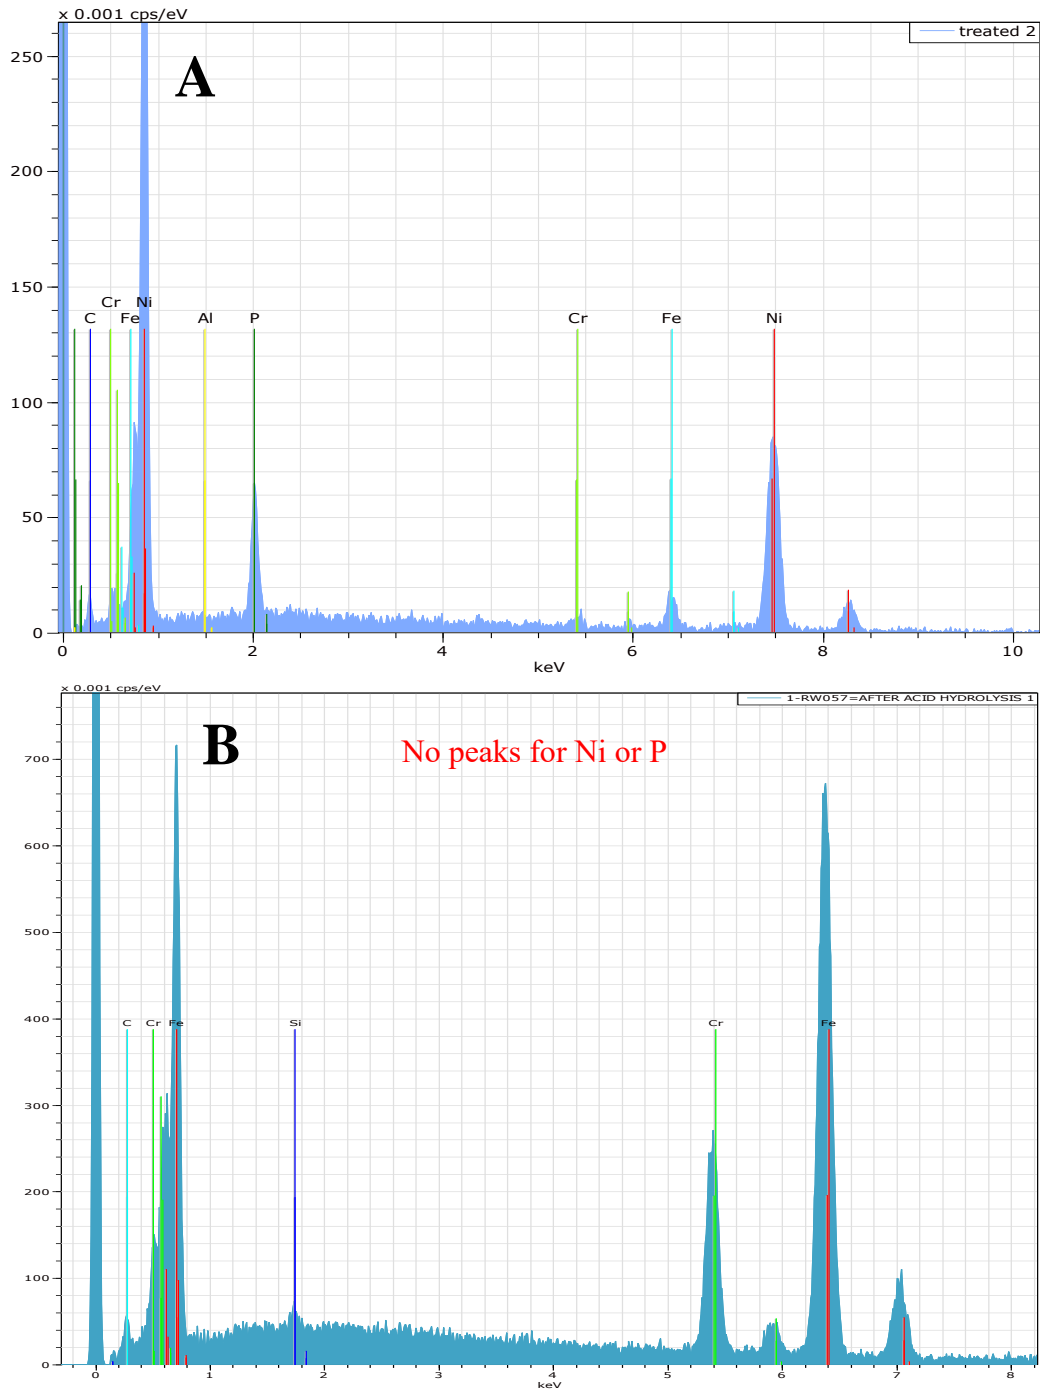 x 0.001 cps/eV
treated 2
A
250
200
150
100
50
0
Cr Ni
C Fe Al P Cr Fe Ni
0 2 4 6 8 10
keV
x 0.001 cps/eV
1-RW057=AFTER ACID HYDROLYSIS 1
B
No peaks for Ni or P
700
600
500
400
300
200
100
0
C Cr Fe Si Cr Fe
0 1 2 3 4 5 6 7 8
keV